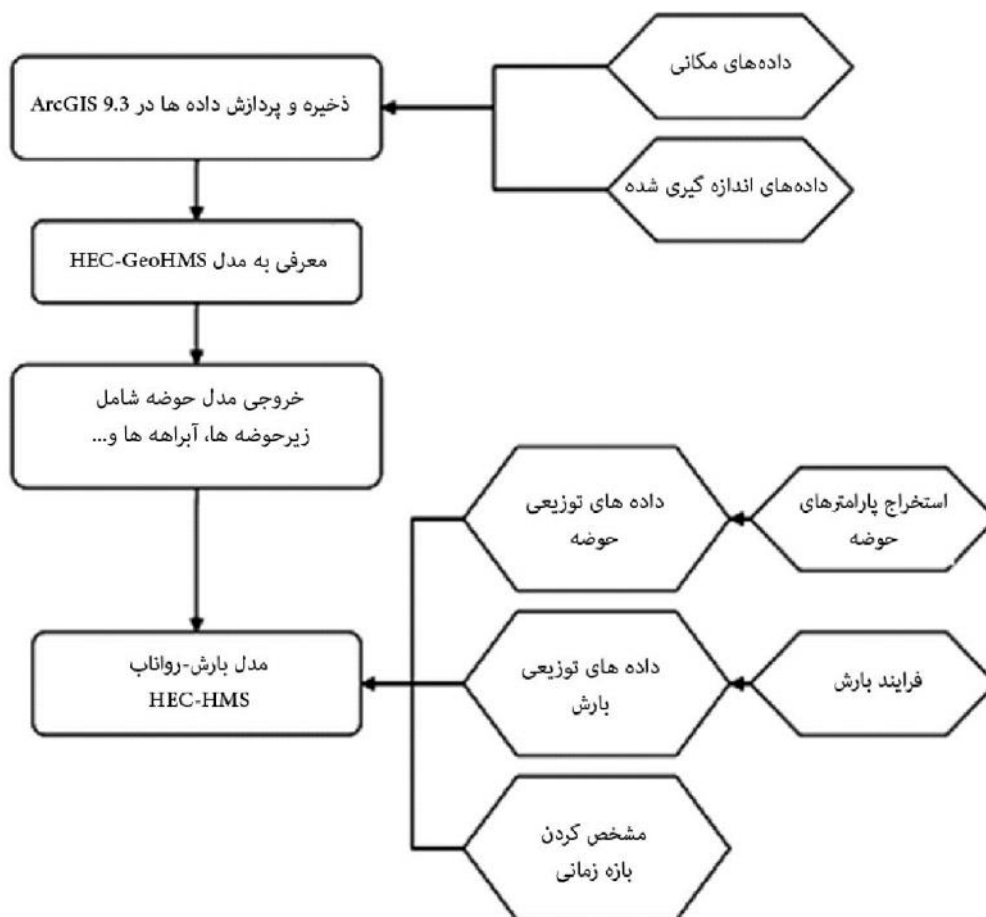 داده‌های مکانی
ذخیره و پردازش داده ها در ArcGIS 9.3
داده‌های اندازه گیری شده
معرفی به مدل HEC-GeoHMS
خروجی مدل حوضه شامل
زیرحوضه ها، آبراهه ها و...
استخراج پارامترهای
حوضه
داده های توزیعی
حوضه
فرایند بارش
داده های توزیعی
بارش
مدل بارش-رواناب
HEC-HMS
مشخص کردن
بازه زمانی